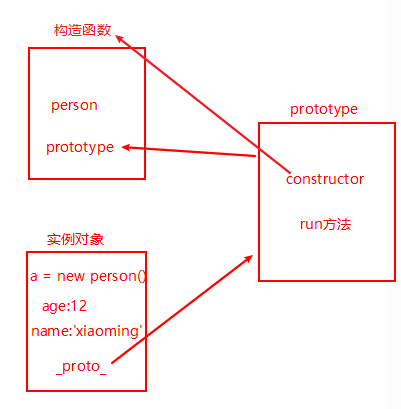 构造函数
person
prototype
prototype
constructor
run方法
实例对象
a = new person()
age:12
name:'xiaoming'
_proto_